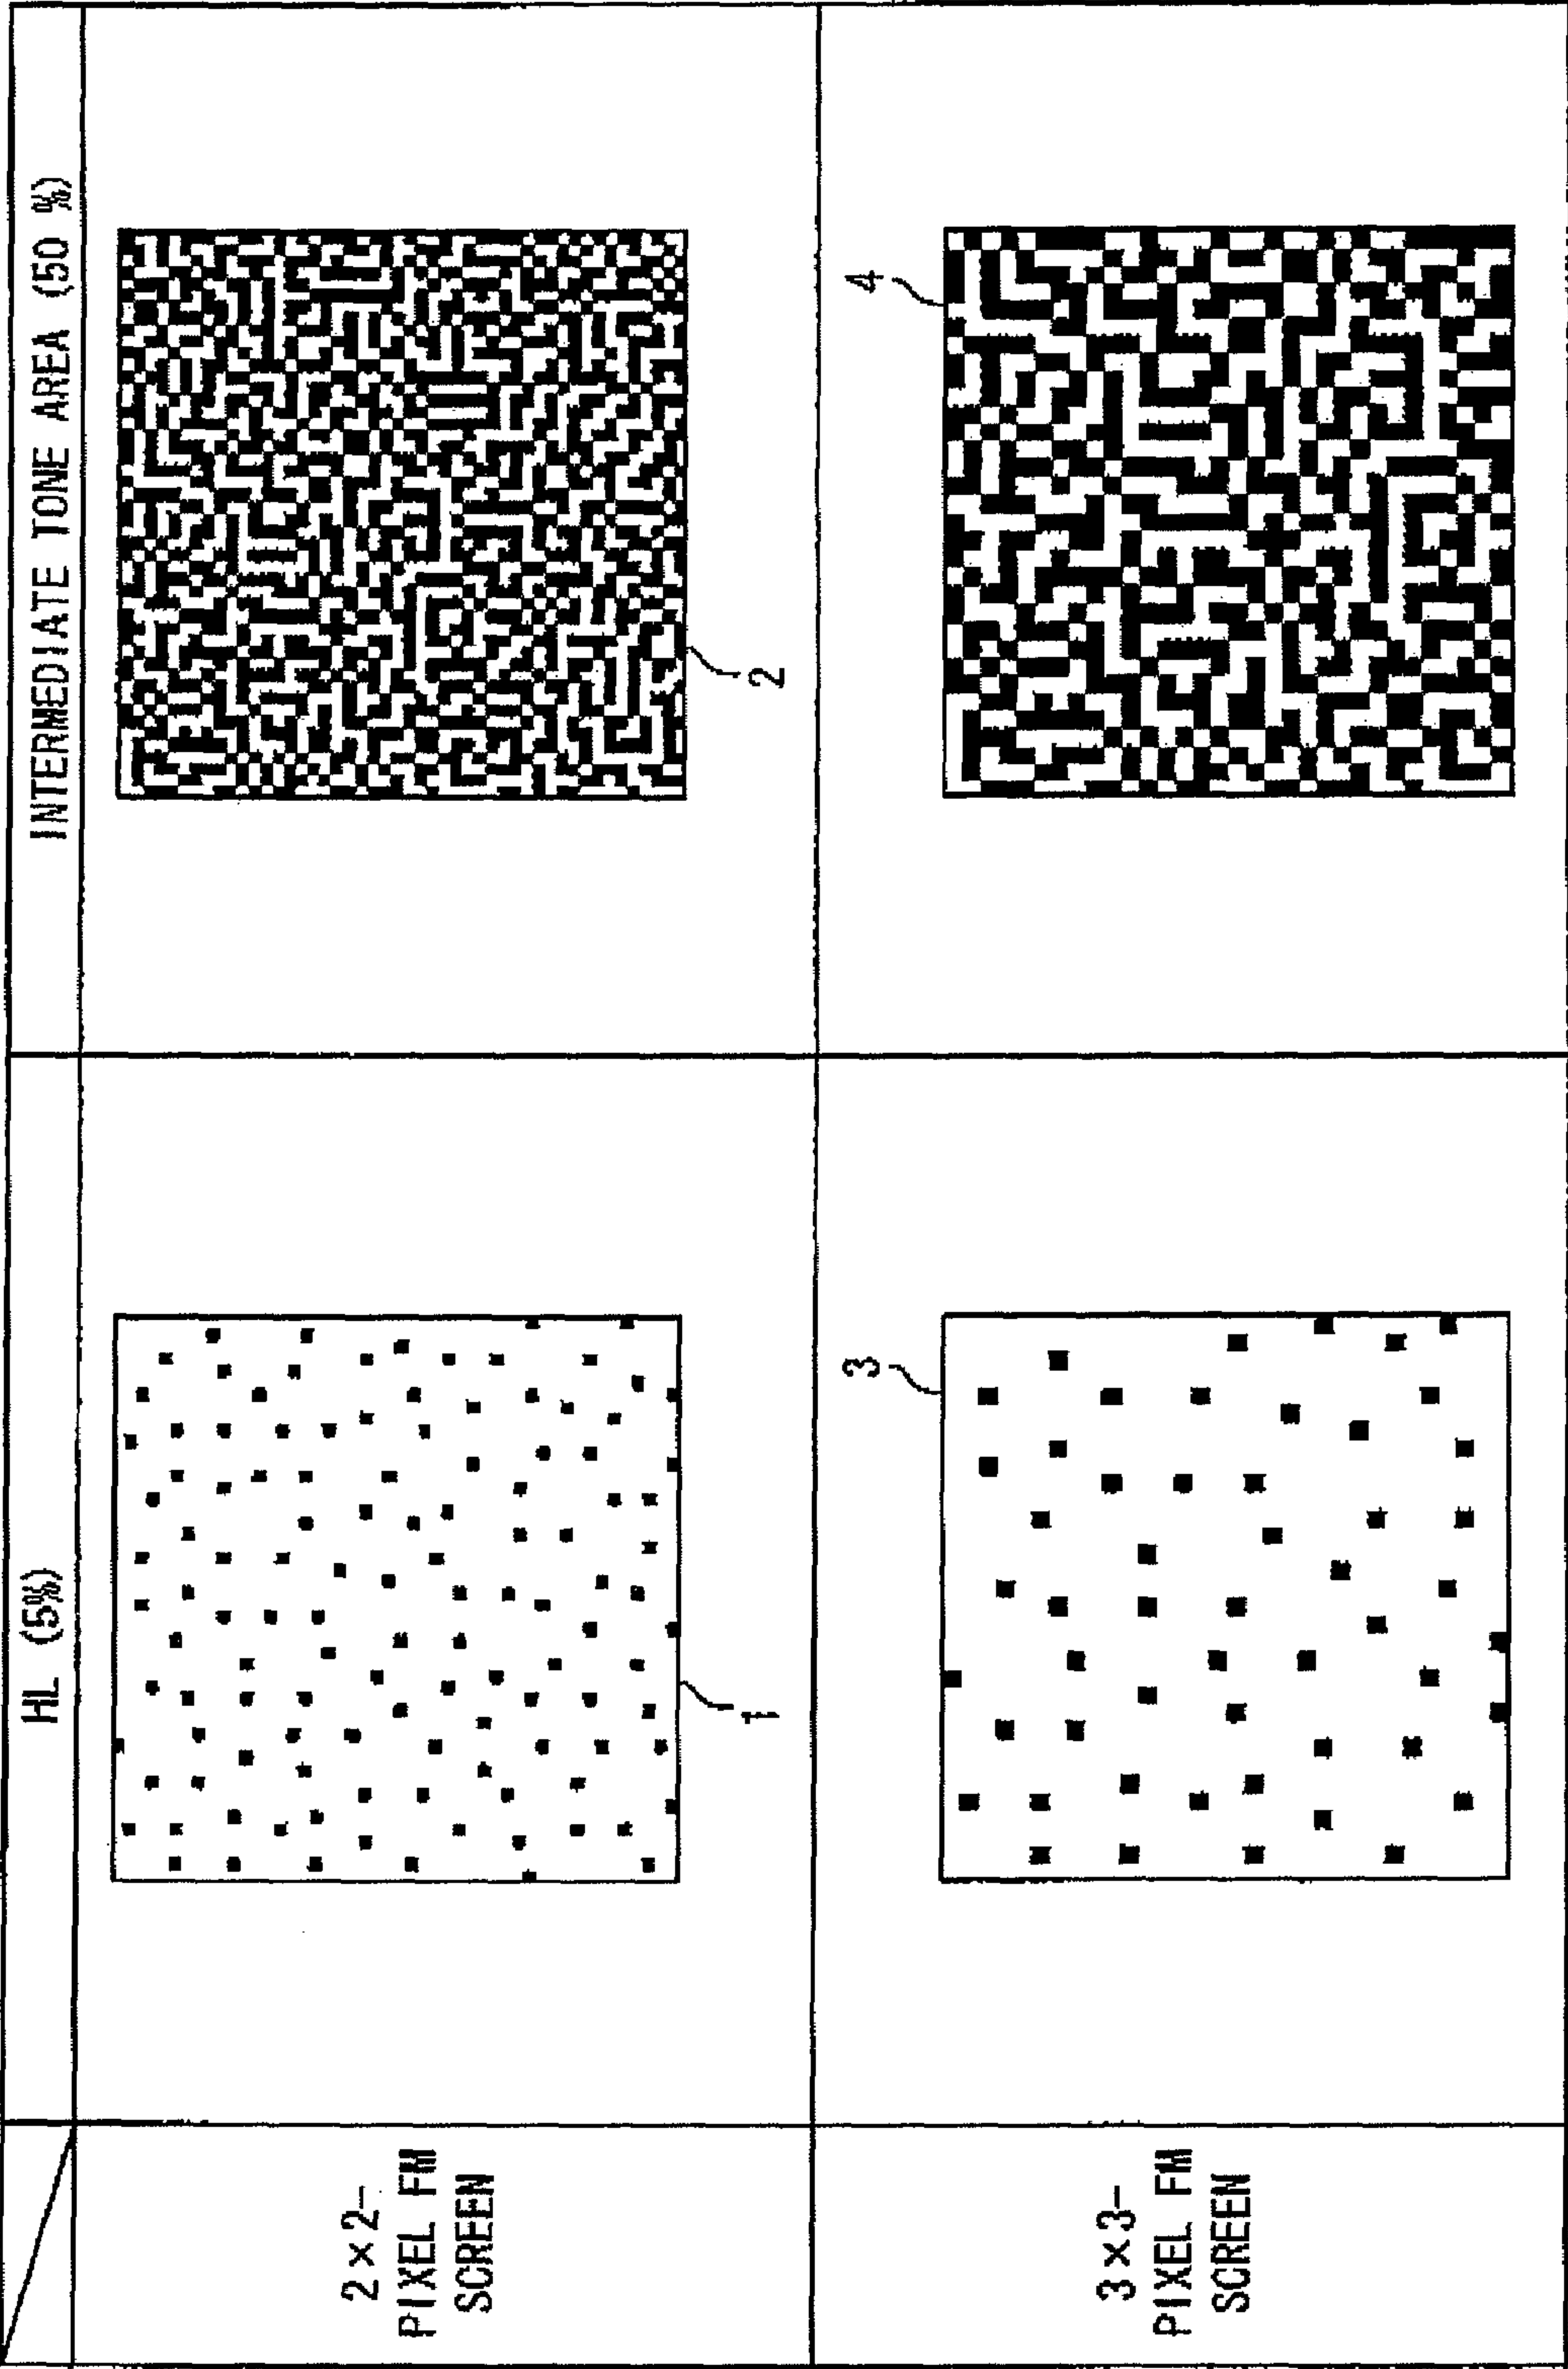 HL (5%)
INTERMEDIATE TONE AREA (50 %)
2×2-
PIXEL FM
SCREEN
1
2
3×3-
PIXEL FM
SCREEN
3
4